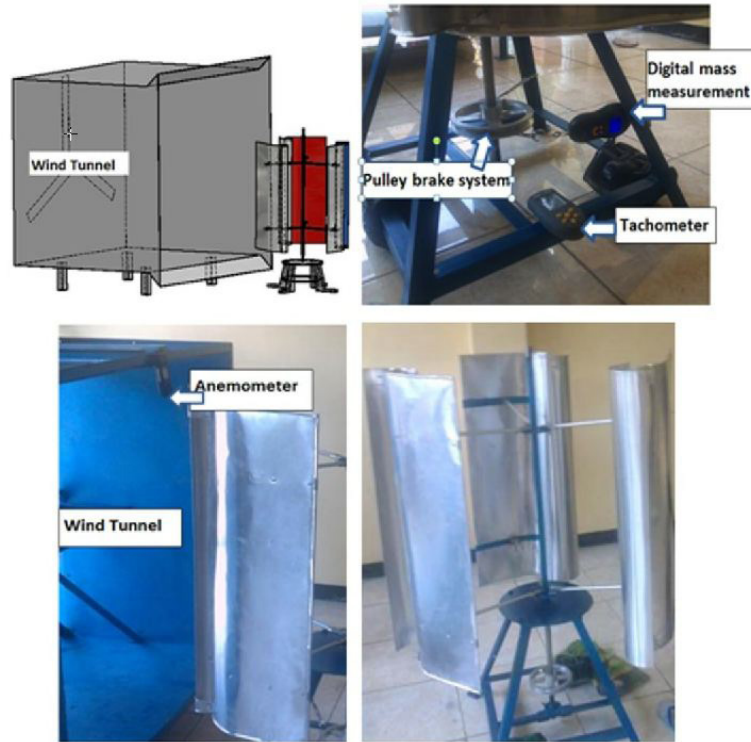 Wind Tunnel
Digital mass
measurement
Pulley brake system
Tachometer
Anemometer
Wind Tunnel